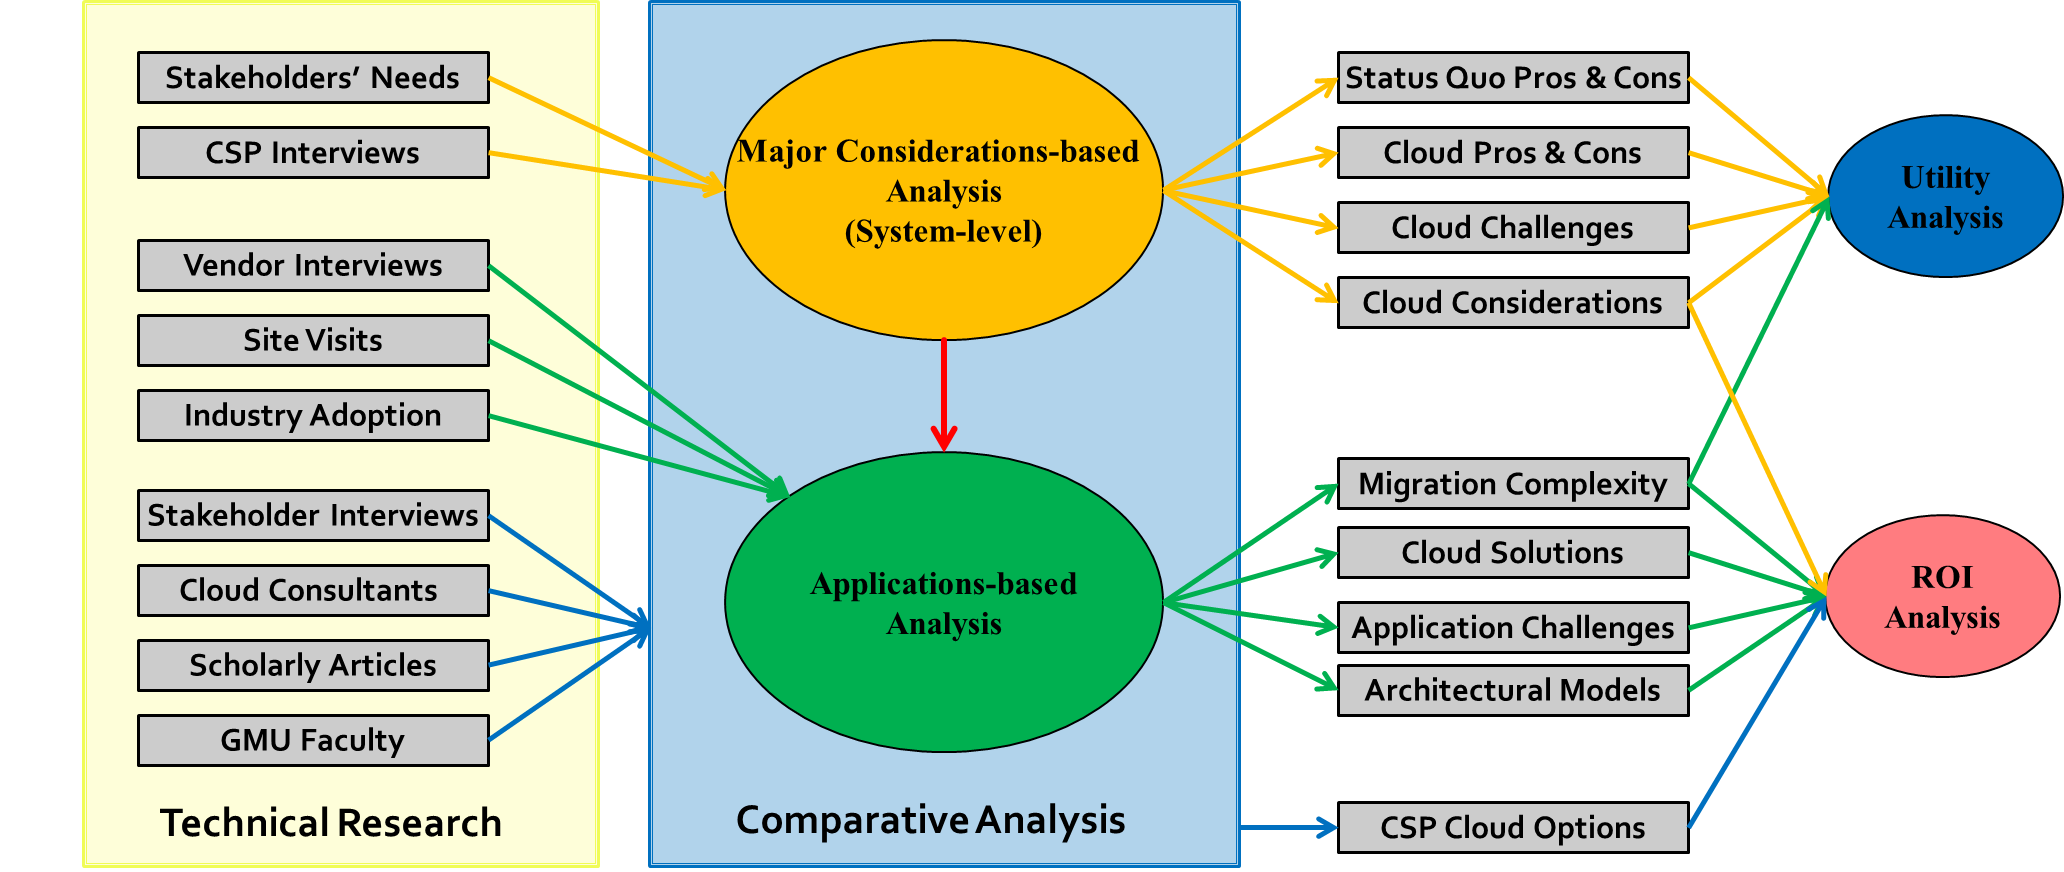 Stakeholders’ Needs
CSP Interviews
Vendor Interviews
Site Visits
Industry Adoption
Stakeholder Interviews
Cloud Consultants
Scholarly Articles
GMU Faculty
Technical Research
Major Considerations-based
Analysis
(System-level)
Applications-based
Analysis
Comparative Analysis
Status Quo Pros & Cons
Cloud Pros & Cons
Cloud Challenges
Cloud Considerations
Migration Complexity
Cloud Solutions
Application Challenges
Architectural Models
CSP Cloud Options
Utility
Analysis
ROI
Analysis